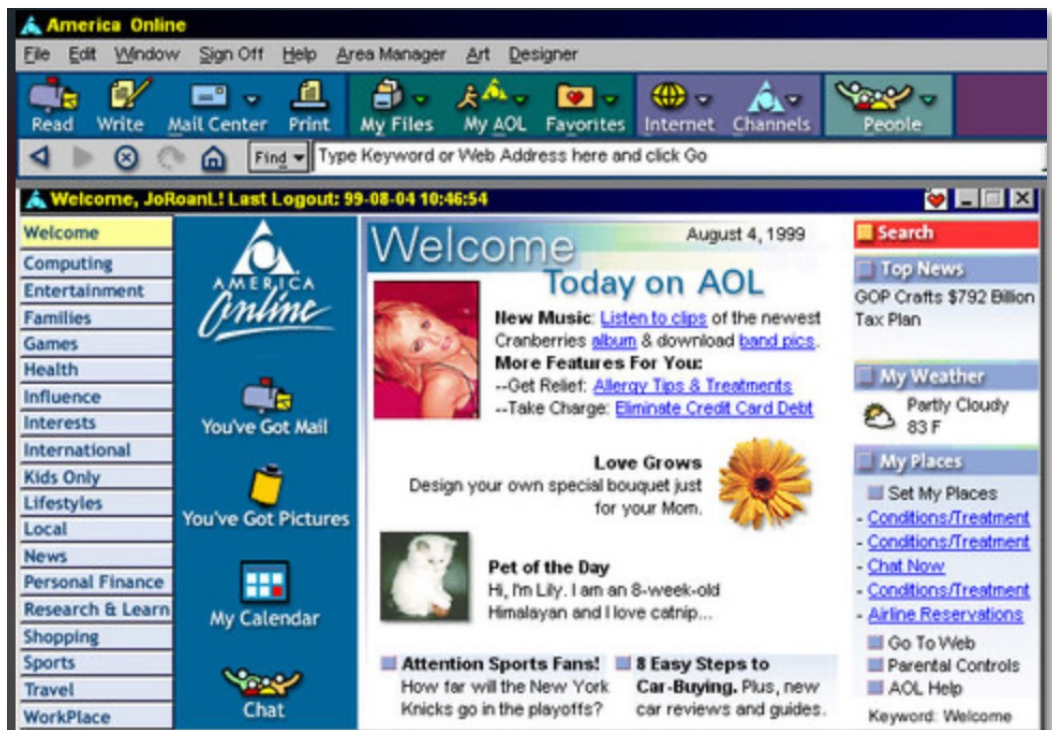 America Online
File Edit Window Sign Off Help Area Manager Art Designer
Read Write Mail Center Print My Files My AOL Favorites Internet Channels People
Find Type Keyword or Web Address here and click Go
Welcome, JoRoanL! Last Logout: 99-08-04 10:46:54
Welcome
Computing
Entertainment
Families
Games
Health
Influence
Interests
International
Kids Only
Lifestyles
Local
News
Personal Finance
Research & Learn
Shopping
Sports
Travel
WorkPlace
AMERICA
Online
You've Got Mail
You've Got Pictures
My Calendar
Chat
Welcome
August 4, 1999
Today on AOL
New Music: Listen to clips of the newest
Cranberries album & download band pics.
More Features For You:
--Get Relief: Allergy Tips & Treatments
--Take Charge: Eliminate Credit Card Debt
Love Grows
Design your own special bouquet just
for your Mom.
Pet of the Day
Hi, I'm Lily. I am an 8-week-old
Himalayan and I love catnip...
Attention Sports Fans!
How far will the New York
Knicks go in the playoffs?
8 Easy Steps to
Car-Buying. Plus, new
car reviews and guides.
Search
Top News
GOP Crafts $792 Billion
Tax Plan
My Weather
Partly Cloudy
83 F
My Places
Set My Places
- Conditions/Treatment
- Conditions/Treatment
- Chat Now
- Conditions/Treatment
- Airline Reservations
Go To Web
Parental Controls
AOL Help
Keyword: Welcome